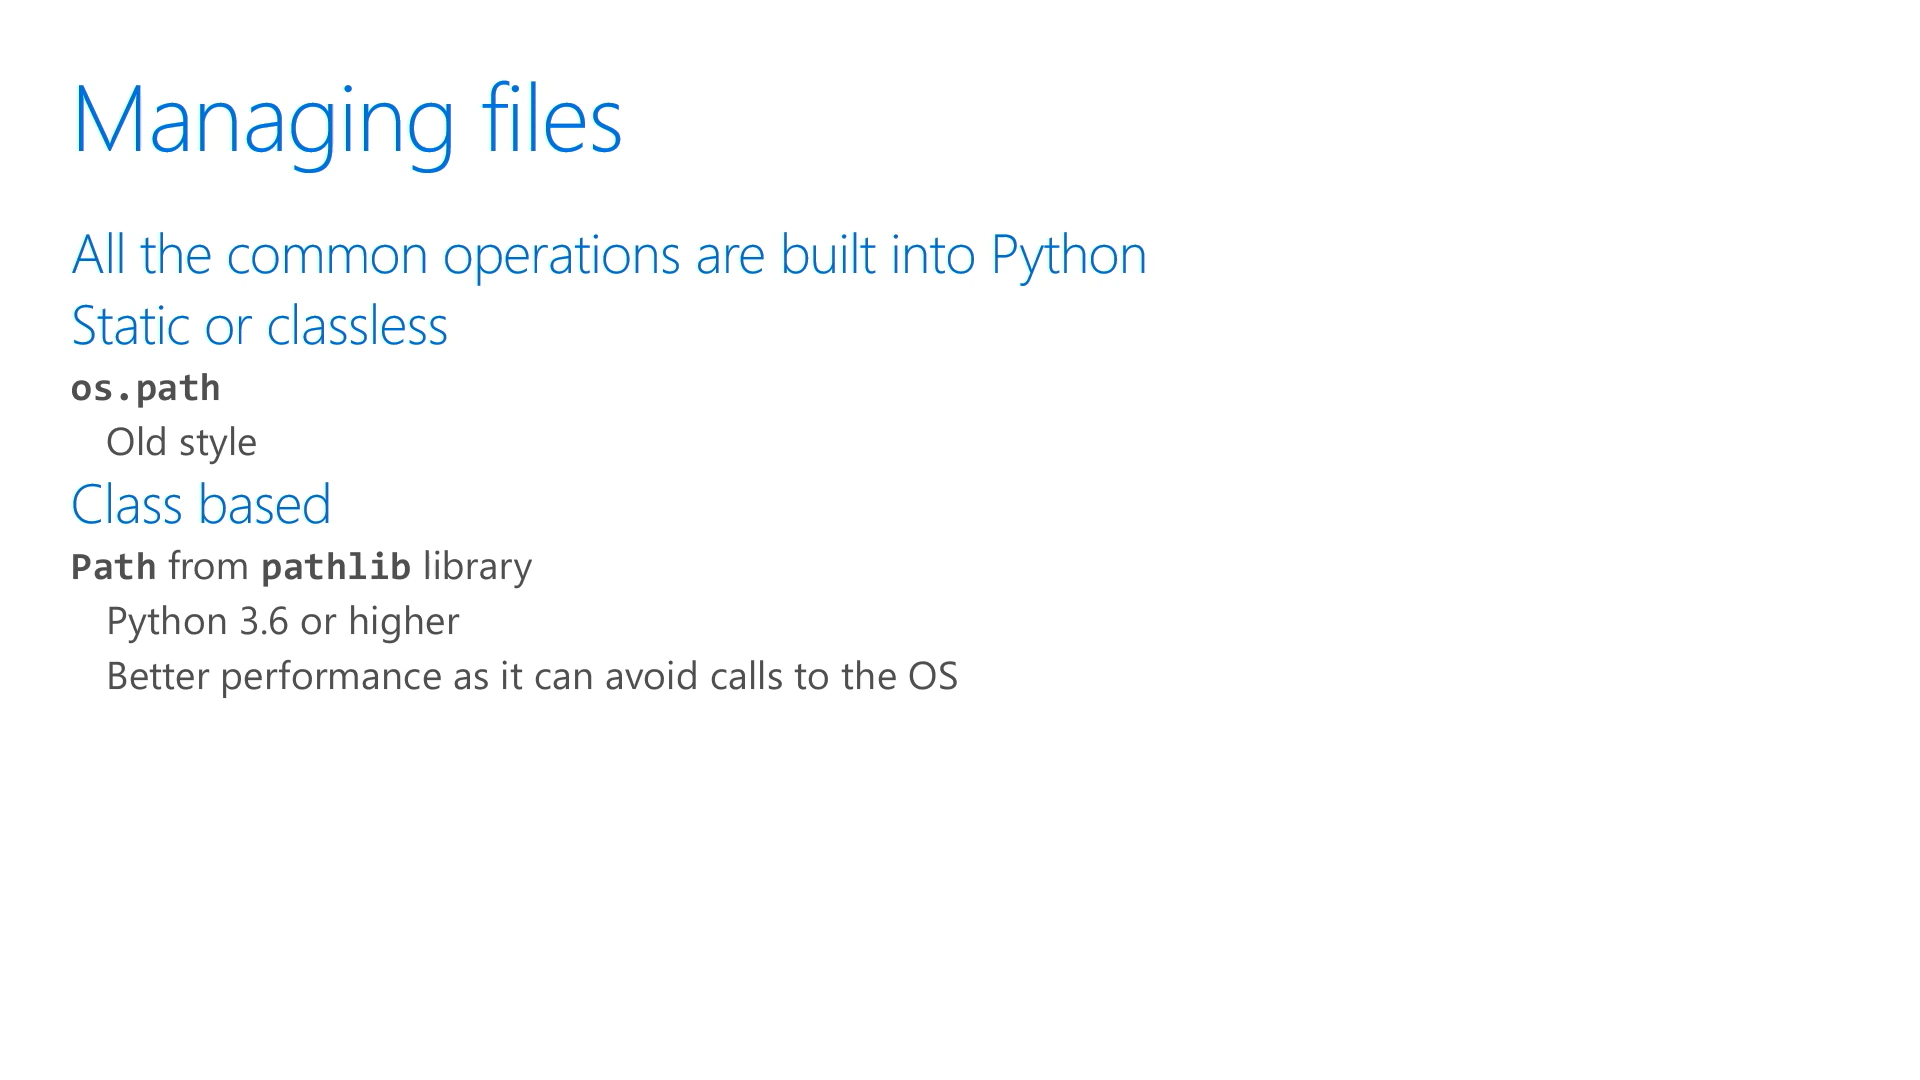 Managing files
All the common operations are built into Python
Static or classless
os.path
Old style
Class based
Path from pathlib library
Python 3.6 or higher
Better performance as it can avoid calls to the OS